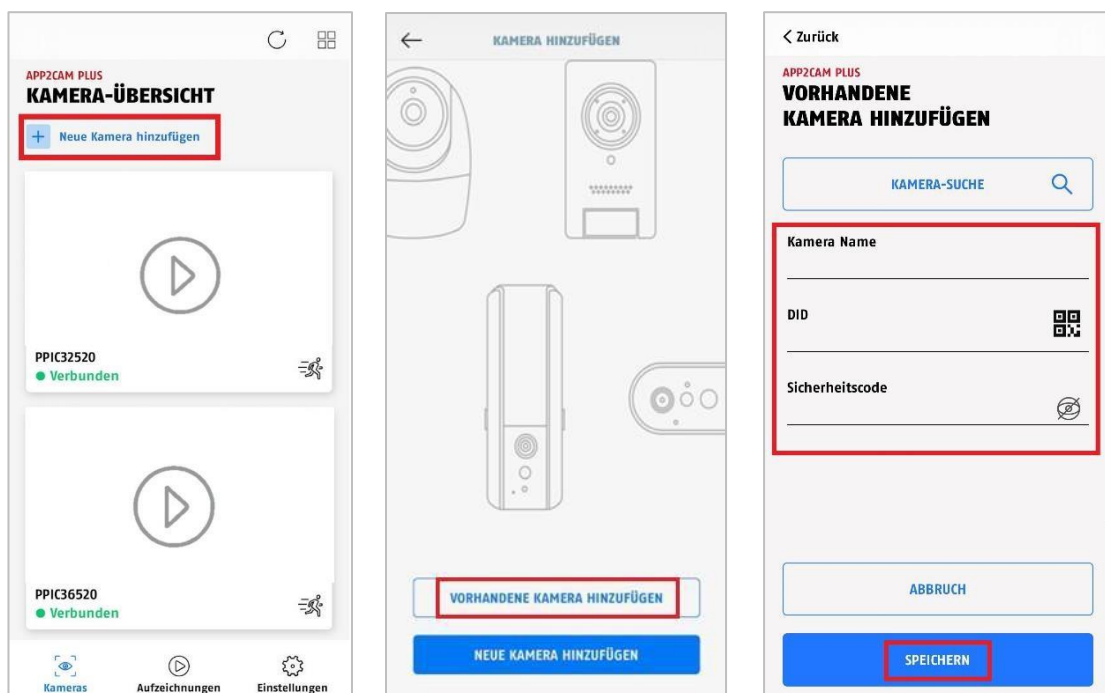 APP2CAM PLUS
KAMERA-ÜBERSICHT
+ Neue Kamera hinzufügen
PPIC32520
Verbunden
PPIC36520
Verbunden
Kameras Aufzeichnungen Einstellungen
KAMERA HINZUFÜGEN
VORHANDENE KAMERA HINZUFÜGEN
NEUE KAMERA HINZUFÜGEN
Zurück
APP2CAM PLUS
VORHANDENE
KAMERA HINZUFÜGEN
KAMERA-SUCHE
Kamera Name
DID
Sicherheitscode
ABBRUCH
SPEICHERN